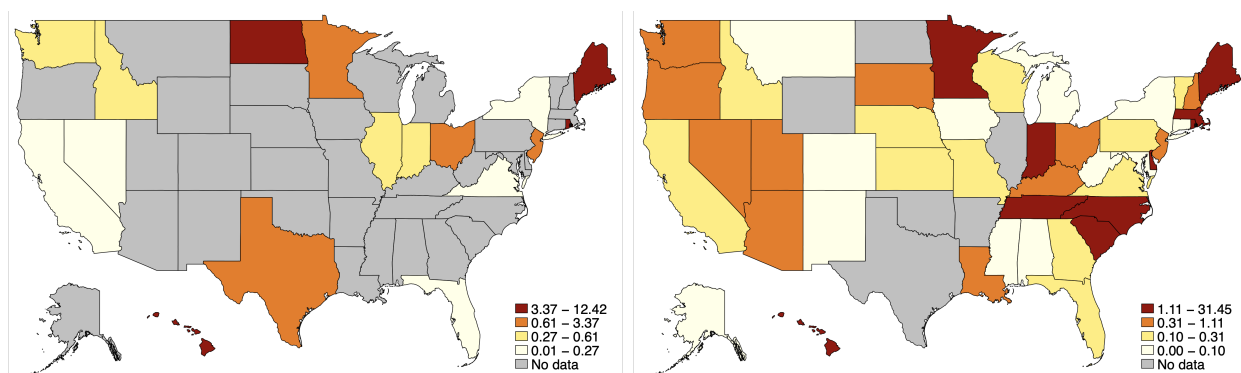 3.37 – 12.42
0.61 – 3.37
0.27 – 0.61
0.01 – 0.27
No data
1.11 – 31.45
0.31 – 1.11
0.10 – 0.31
0.00 – 0.10
No data